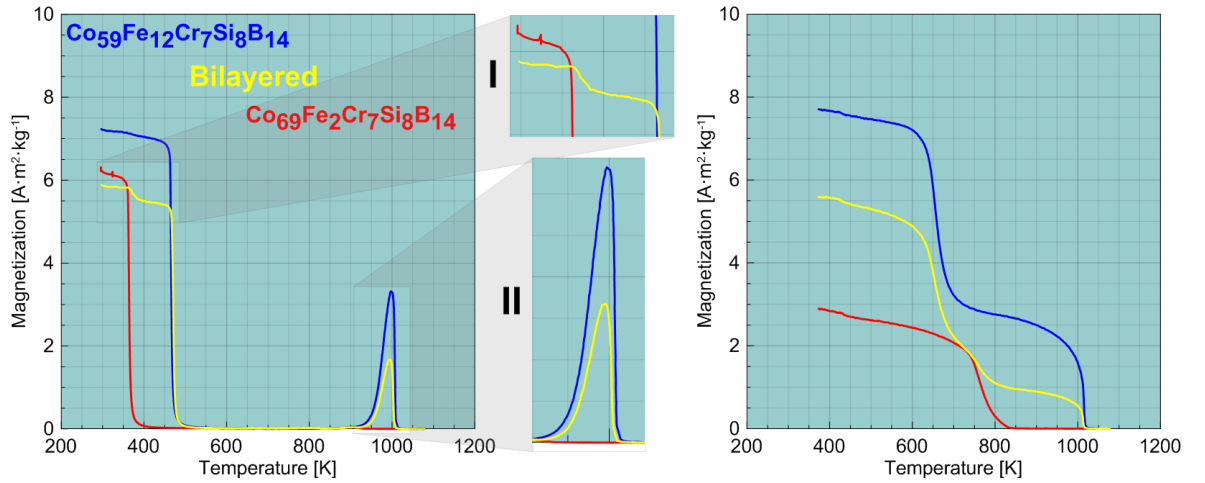 Co59Fe12Cr7Si8B14
Bilayered
Co69Fe2Cr7Si8B14
I
II
Magnetization [A·m²·kg⁻¹]
10
8
6
4
2
0
200 400 600 800 1000 1200
Temperature [K]
Magnetization [A·m²·kg⁻¹]
10
8
6
4
2
0
200 400 600 800 1000 1200
Temperature [K]